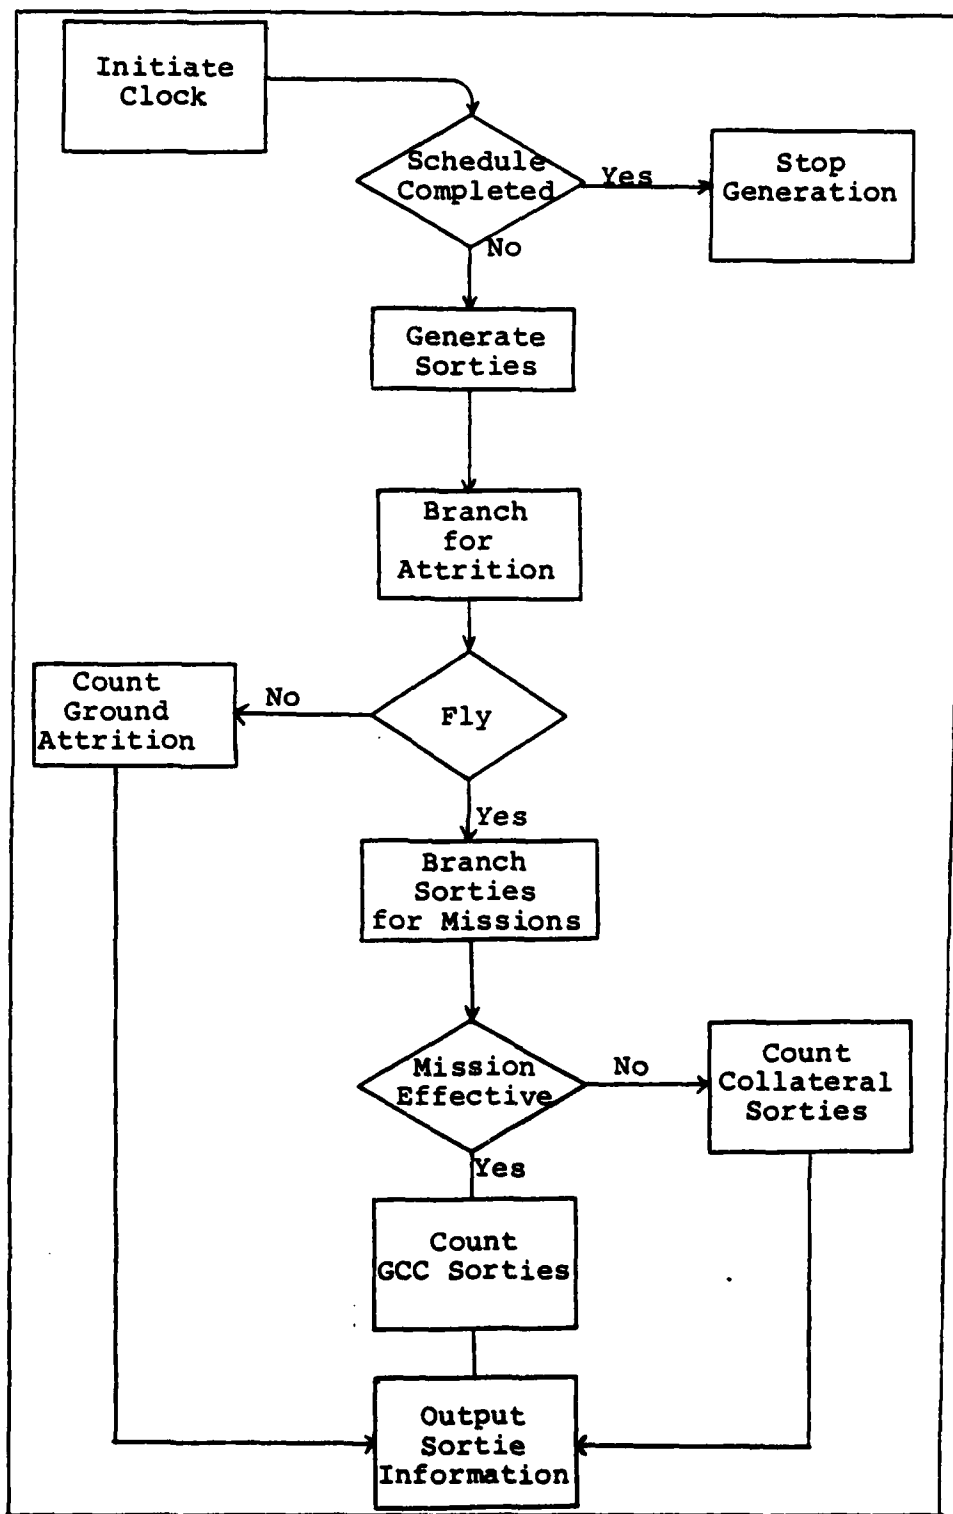 Initiate
Clock
Schedule
Completed
Yes
Stop
Generation
No
Generate
Sorties
Branch
for
Attrition
Count
Ground
Attrition
No
Fly
Yes
Branch
Sorties
for Missions
Mission
Effective
No
Count
Collateral
Sorties
Yes
Count
GCC Sorties
Output
Sortie
Information